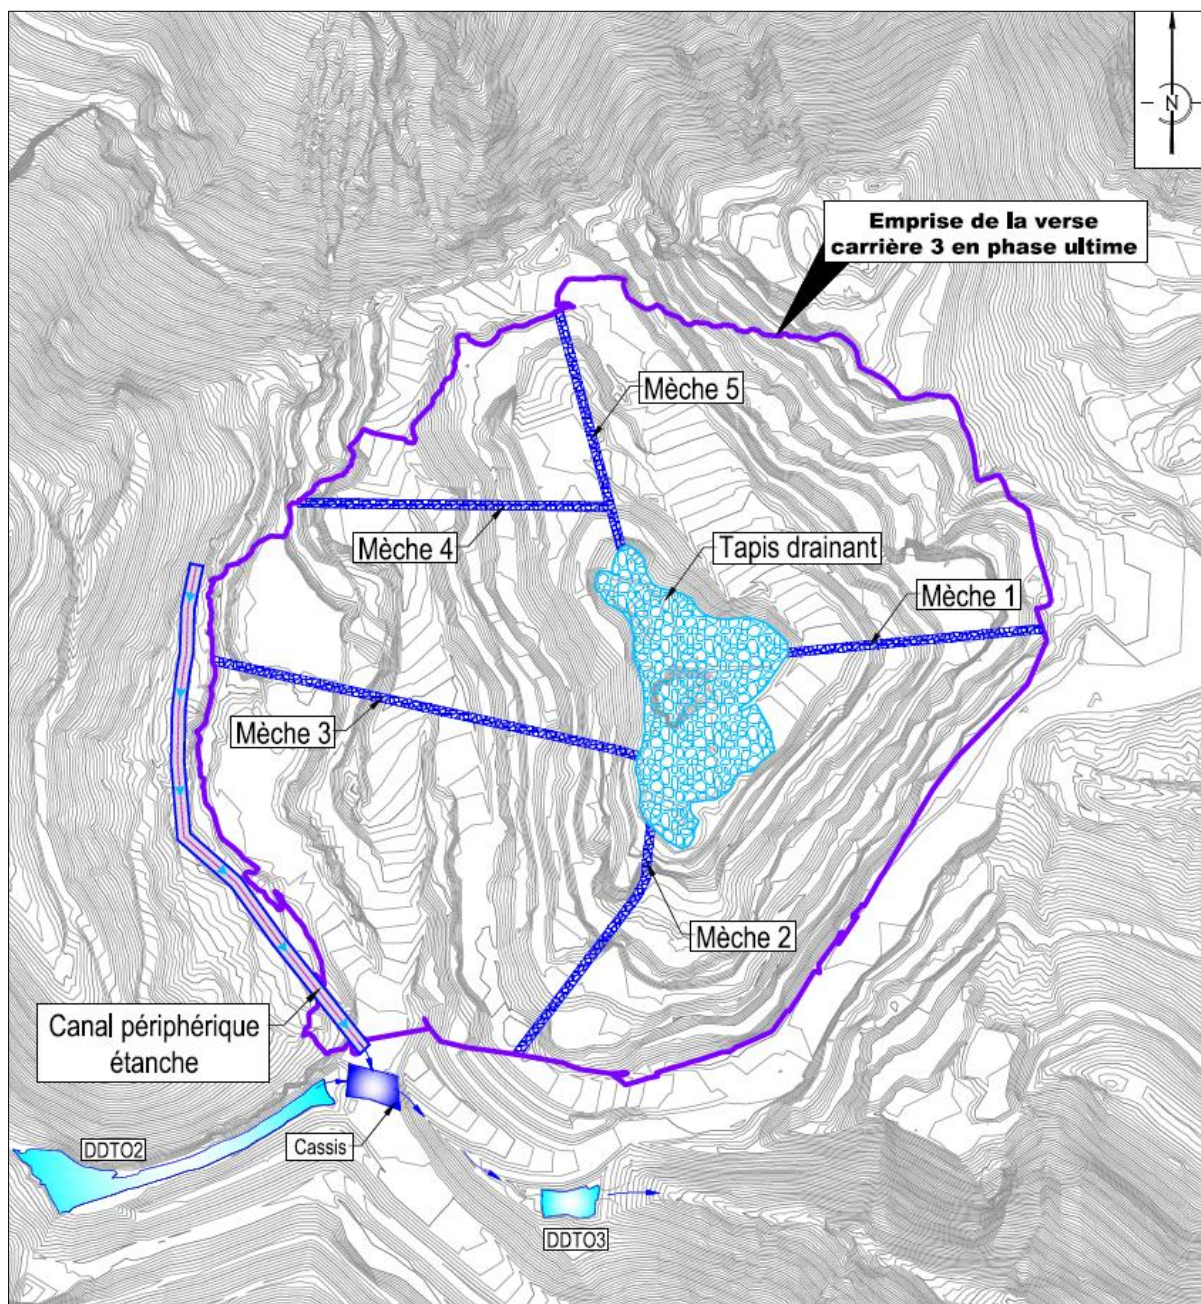 N
Emprise de la verse
carrière 3 en phase ultime
Mèche 5
Mèche 4
Tapis drainant
Mèche 1
Mèche 3
Mèche 2
Canal périphérique
étanche
DDTO2
Cassis
DDTO3